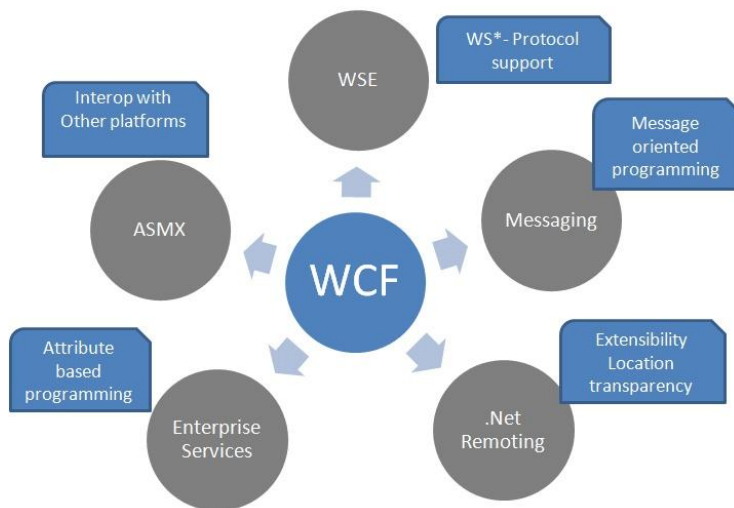 WS*- Protocol
support
WSE
Interop with
Other platforms
Message
oriented
programming
ASMX
Messaging
WCF
Attribute
based
programming
Extensibility
Location
transparency
Enterprise
Services
.Net
Remoting